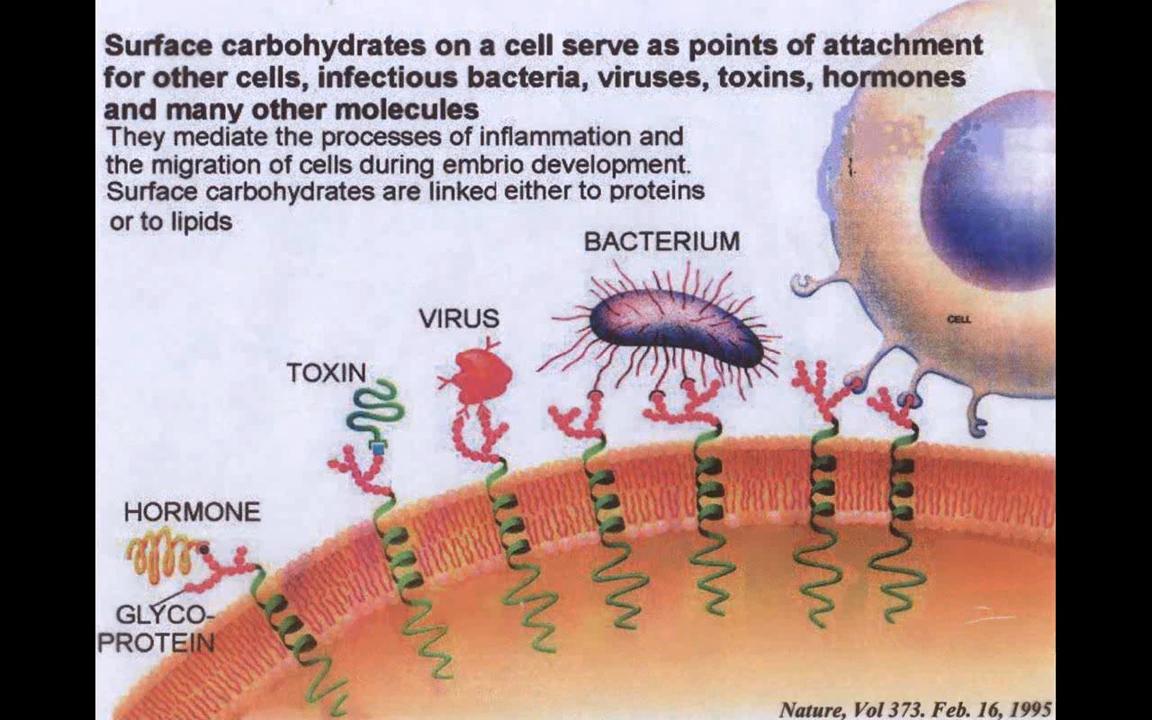 Surface carbohydrates on a cell serve as points of attachment
for other cells, infectious bacteria, viruses, toxins, hormones
and many other molecules
They mediate the processes of inflammation and
the migration of cells during embrio development.
Surface carbohydrates are linked either to proteins
or to lipids
BACTERIUM
VIRUS
CELL
TOXIN
HORMONE
GLYCO-
PROTEIN
Nature, Vol 373. Feb. 16, 1995